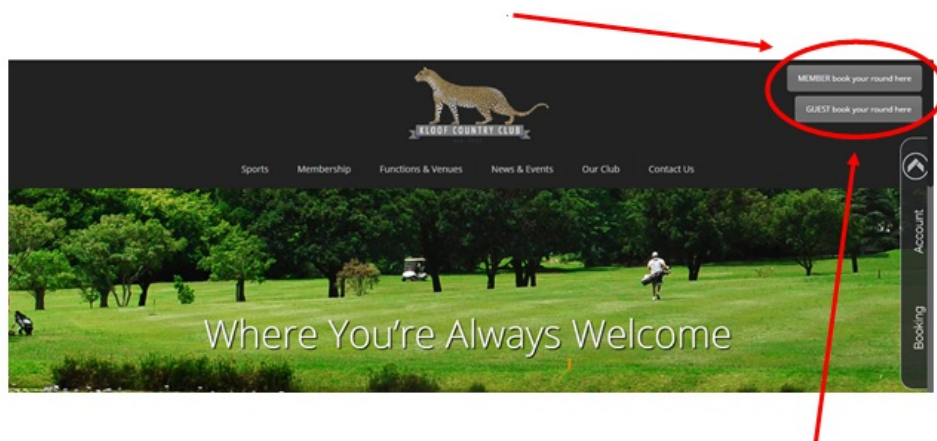 MEMBER book your round here
GUEST book your round here
KLOOF COUNTRY CLUB
Sports Membership Functions & Venues News & Events Our Club Contact Us
Account
Booking
Where You're Always Welcome